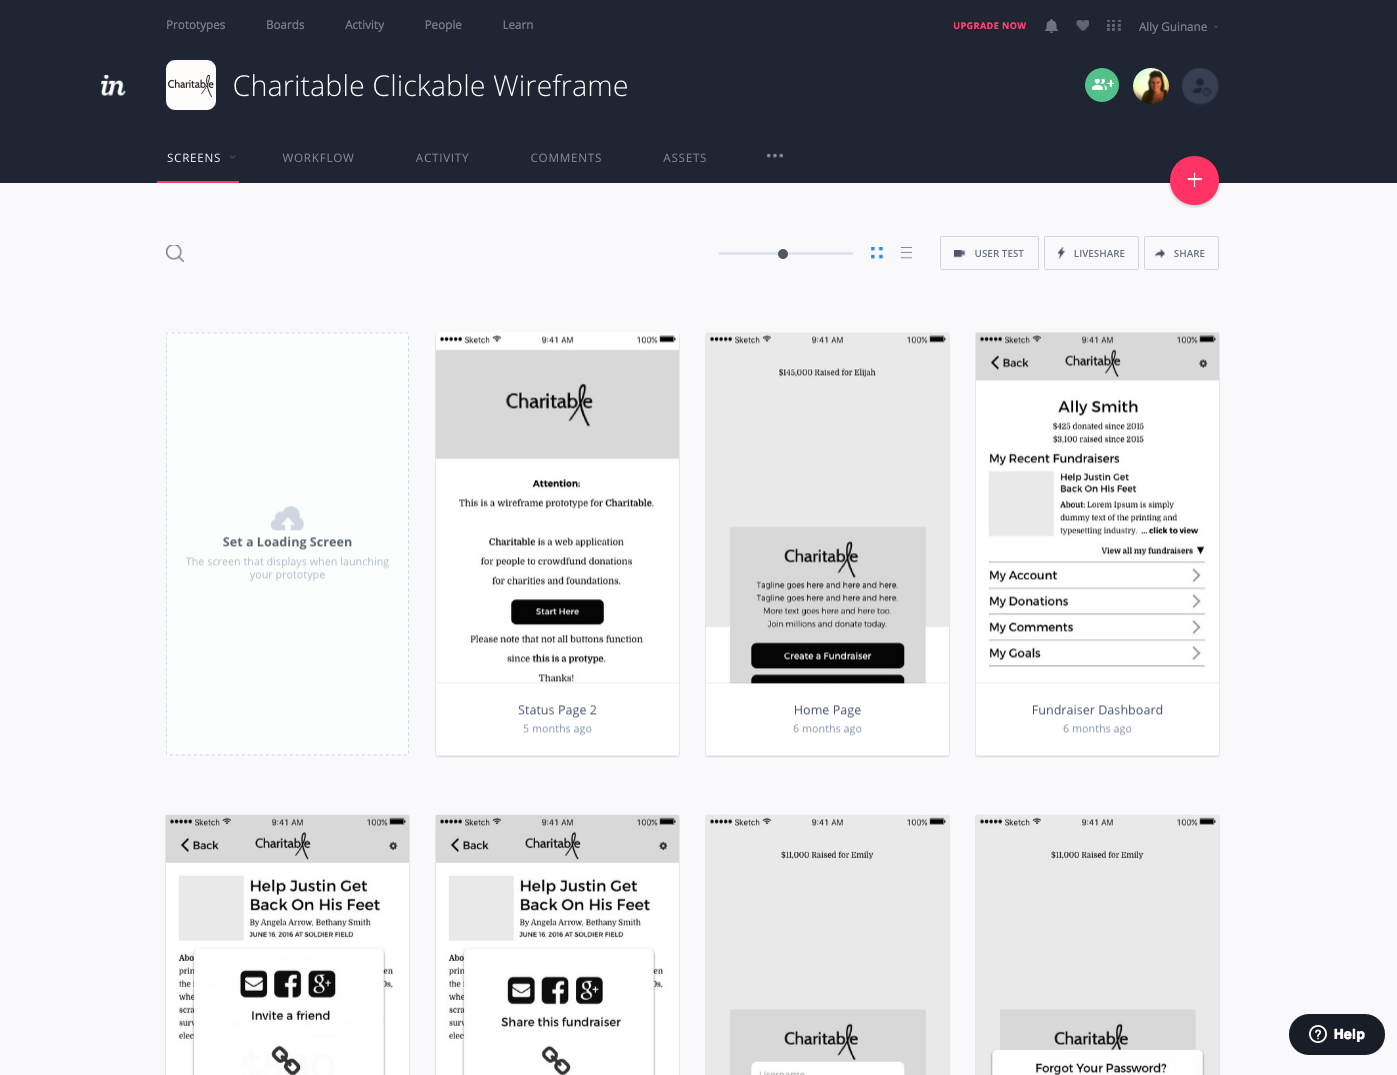 Prototypes Boards Activity People Learn
UPGRADE NOW Ally Guinane
in
Charitable
Charitable Clickable Wireframe
SCREENS WORKFLOW ACTIVITY COMMENTS ASSETS
USER TEST LIVESHARE SHARE
Set a Loading Screen
The screen that displays when launching
your prototype
Sketch 9:41 AM 100%
Charitable
Attention:
This is a wireframe prototype for Charitable.
Charitable is a web application
for people to crowdfund donations
for charities and foundations.
Start Here
Please note that not all buttons function
since this is a protype.
Thanks!
Status Page 2
5 months ago
Sketch 9:41 AM 100%
$145,000 Raised for Elijah
Charitable
Tagline goes here and here and here.
Tagline goes here and here and here.
More text goes here and here too.
Join millions and donate today.
Create a Fundraiser
Home Page
6 months ago
Sketch 9:41 AM 100%
Back Charitable
Ally Smith
$425 donated since 2015
$3,100 raised since 2015
My Recent Fundraisers
Help Justin Get
Back On His Feet
About: Lorem Ipsum is simply
dummy text of the printing and
typesetting industry. ... click to view
View all my fundraisers
My Account
My Donations
My Comments
My Goals
Fundraiser Dashboard
6 months ago
Sketch 9:41 AM 100%
Back Charitable
Help Justin Get
Back On His Feet
By Angela Arrow, Bethany Smith
JUNE 16, 2016 AT SOLDIER FIELD
Abo
prin en
the i 0s,
whe
scra
surv
elec
g+
Invite a friend
Sketch 9:41 AM 100%
Back Charitable
Help Justin Get
Back On His Feet
By Angela Arrow, Bethany Smith
JUNE 16, 2016 AT SOLDIER FIELD
Abo
prin en
the i 0s,
whe
scra
surv
elec
g+
Share this fundraiser
Sketch 9:41 AM 100%
$11,000 Raised for Emily
Charitable
Username
Sketch 9:41 AM 100%
$11,000 Raised for Emily
Charitable
Forgot Your Password?
Help